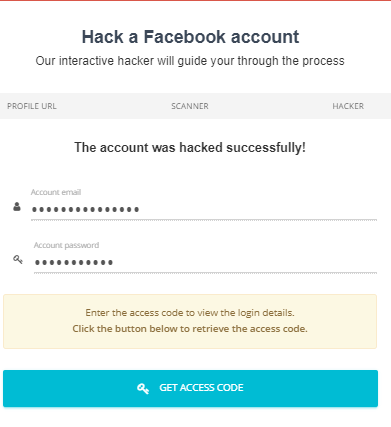 Hack a Facebook account
Our interactive hacker will guide your through the process
PROFILE URL SCANNER HACKER
The account was hacked successfully!
Account email
•••••••••••••••
Account password
•••••••••••
Enter the access code to view the login details.
Click the button below to retrieve the access code.
GET ACCESS CODE